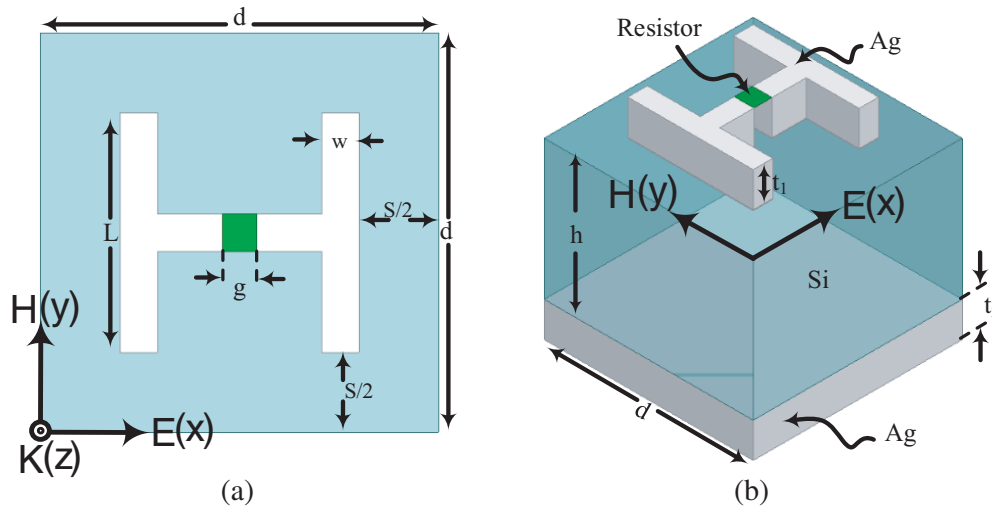 d
w
S/2
d
L
g
H(y)
S/2
E(x)
K(z)
(a)
Resistor
Ag
t1
H(y)
E(x)
h
Si
t
d
Ag
(b)